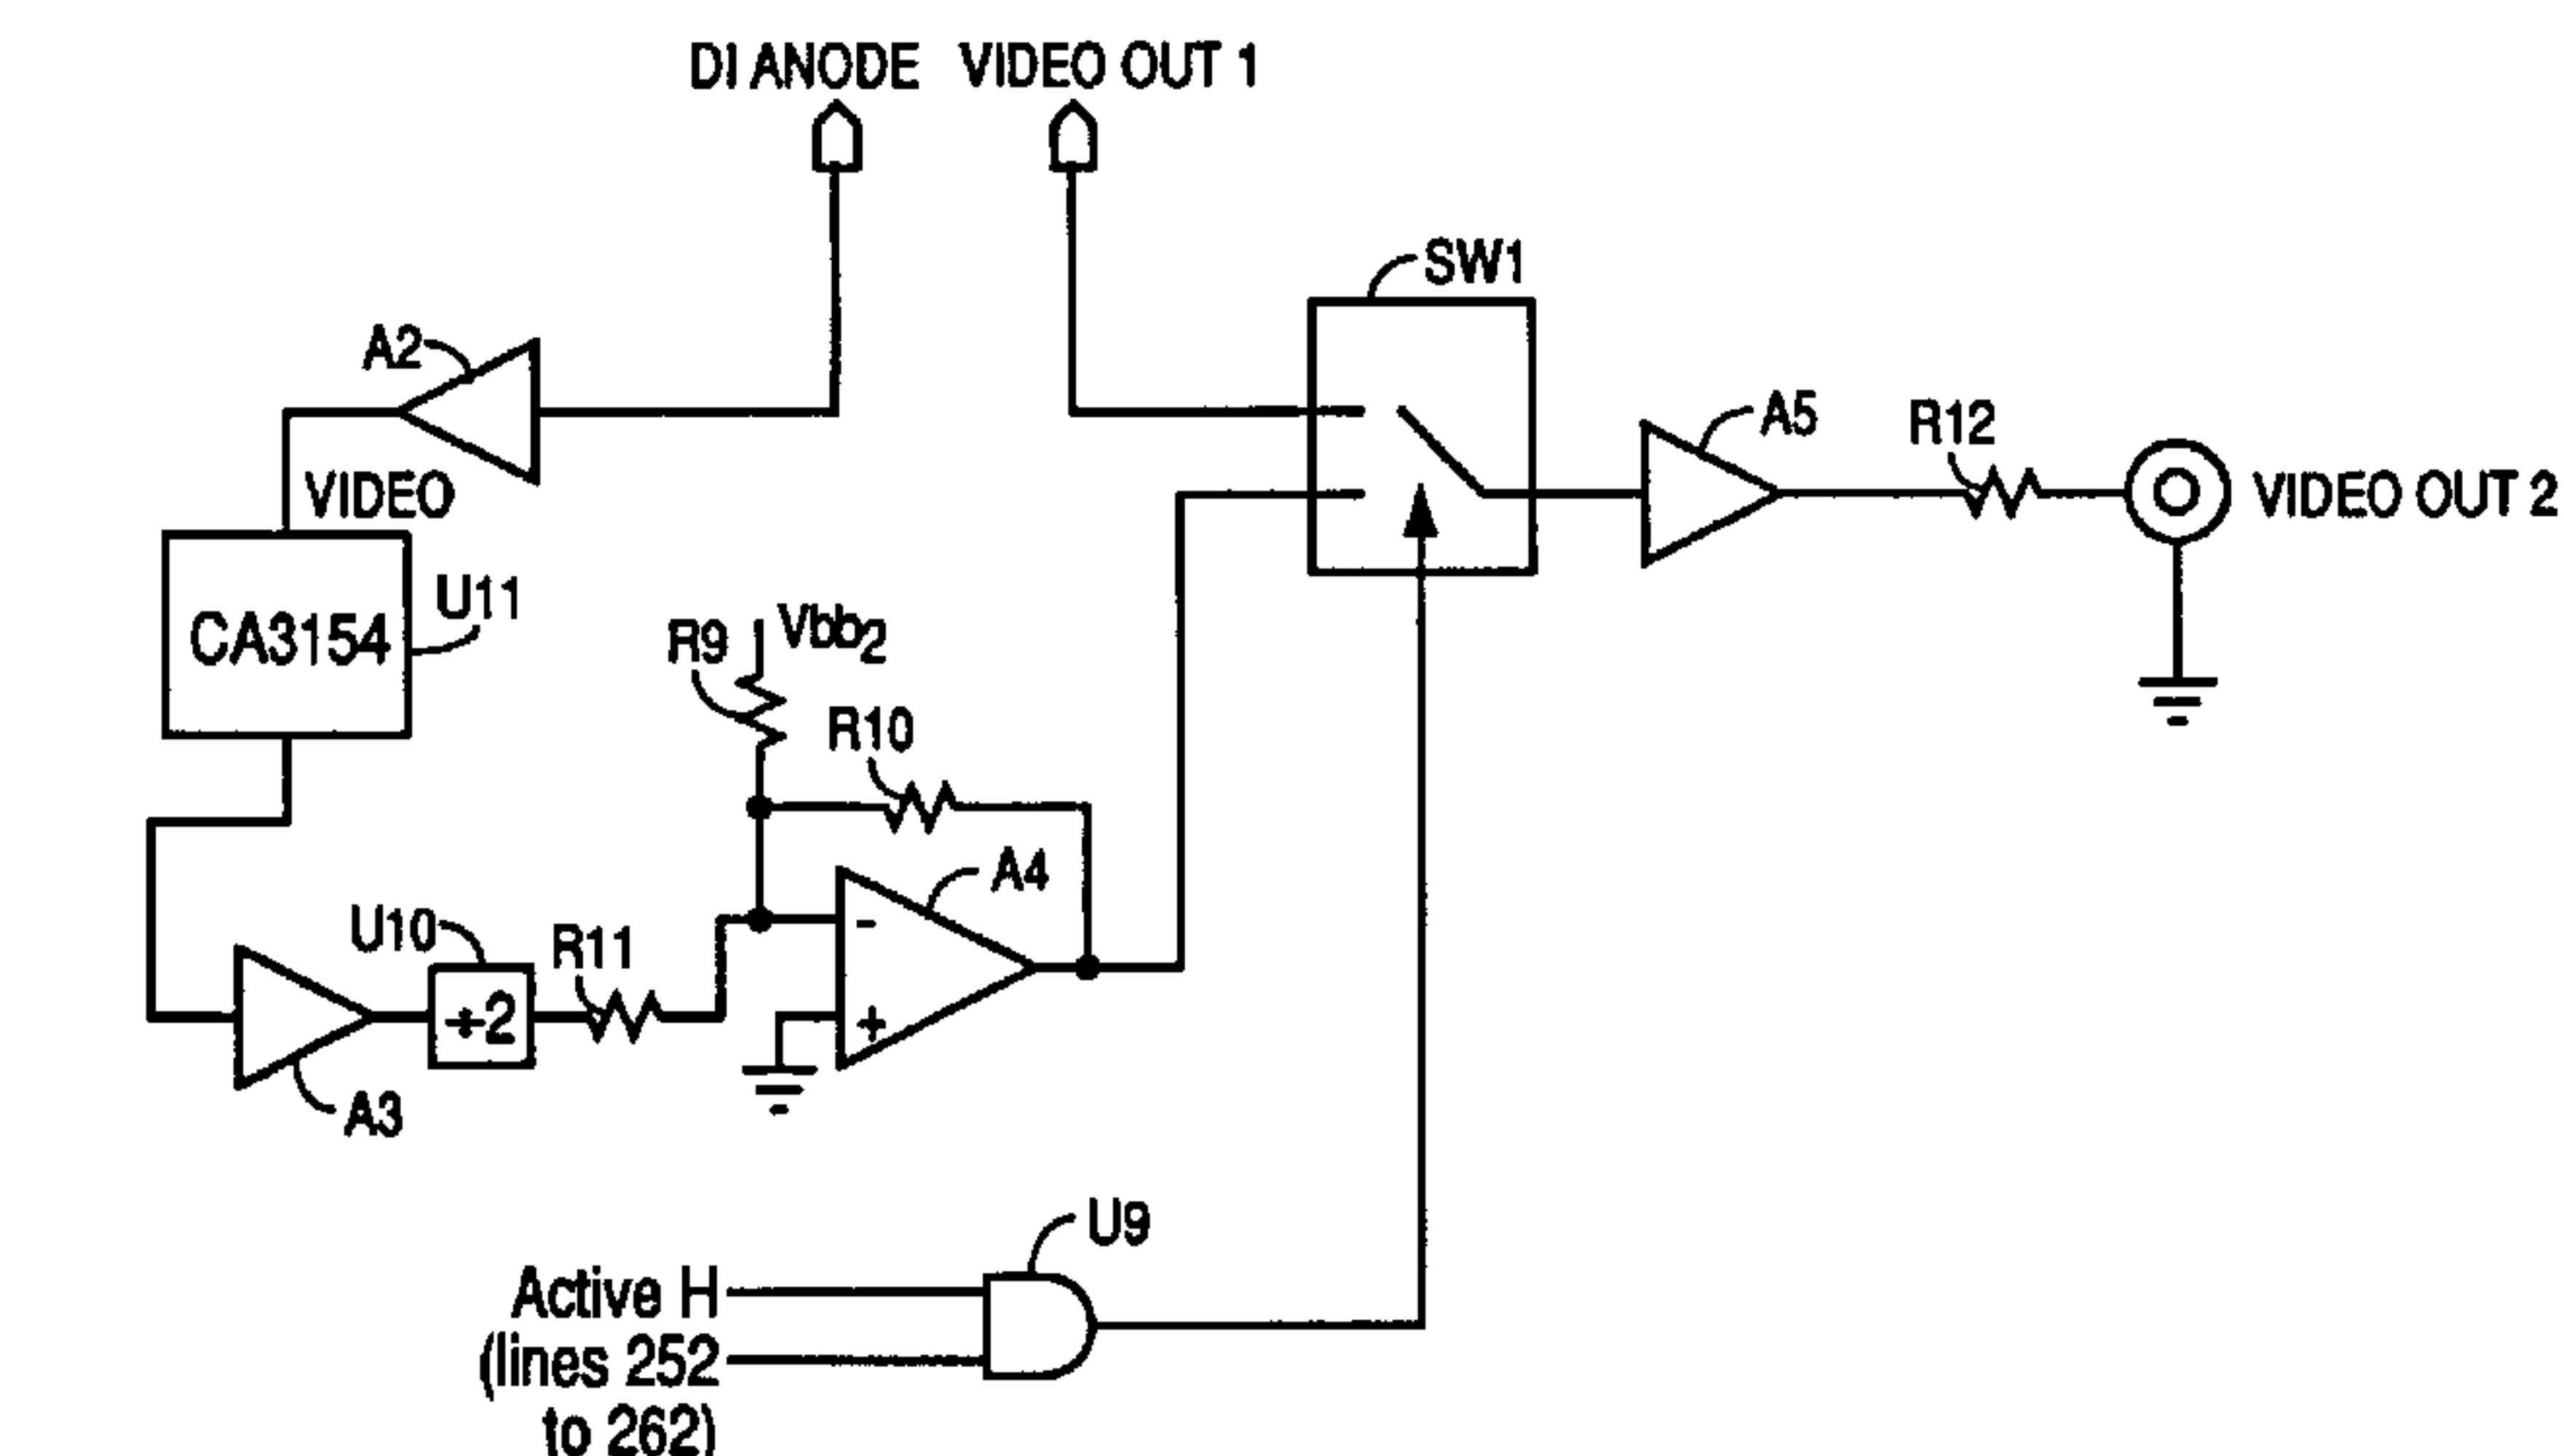 DI ANODE VIDEO OUT 1
SW1
A2
A5
R12
VIDEO
VIDEO OUT 2
CA3154
U11
R9
Vbb2
R10
A4
U10
R11
-
÷2
+
A3
U9
Active H
(lines 252
to 262)